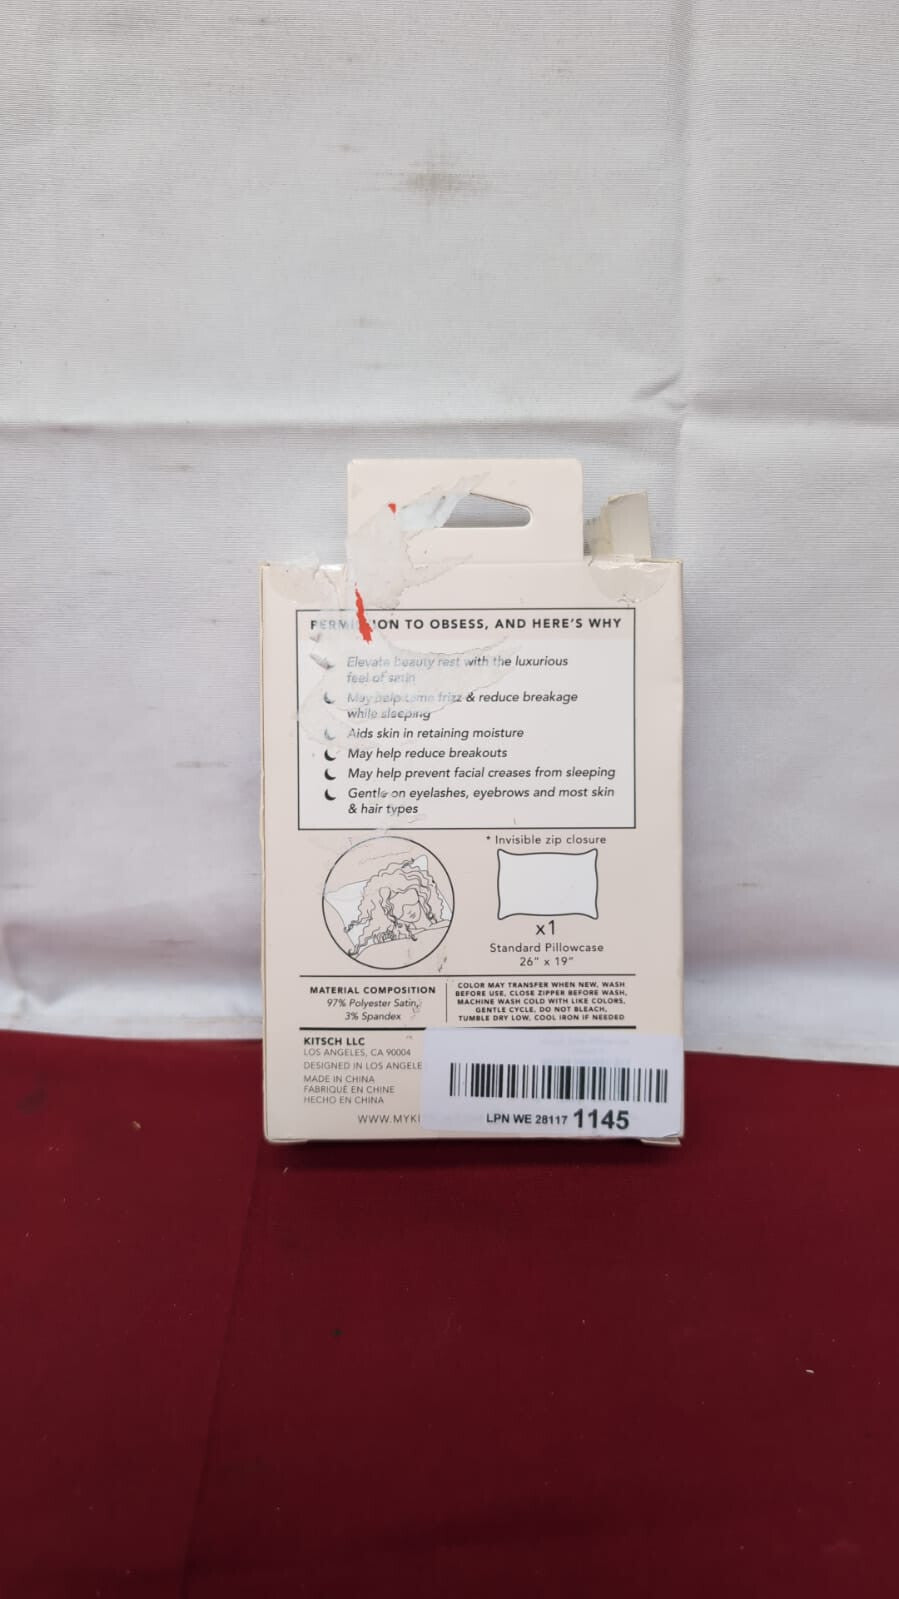 PERMISSION TO OBSESS, AND HERE'S WHY
Elevate beauty rest with the luxurious
feel of satin
May help tame frizz & reduce breakage
while sleeping
Aids skin in retaining moisture
May help reduce breakouts
May help prevent facial creases from sleeping
Gentle on eyelashes, eyebrows and most skin
& hair types
* Invisible zip closure
x1
Standard Pillowcase
26" x 19"
MATERIAL COMPOSITION
97% Polyester Satin,
3% Spandex
COLOR MAY TRANSFER WHEN NEW, WASH
BEFORE USE, CLOSE ZIPPER BEFORE WASH,
MACHINE WASH COLD WITH LIKE COLORS,
GENTLE CYCLE, DO NOT BLEACH,
TUMBLE DRY LOW, COOL IRON IF NEEDED
KITSCH LLC
LOS ANGELES, CA 90004
DESIGNED IN LOS ANGELE
MADE IN CHINA
FABRIQUÉ EN CHINE
HECHO EN CHINA
WWW.MYKI
LPN WE 28117 1145